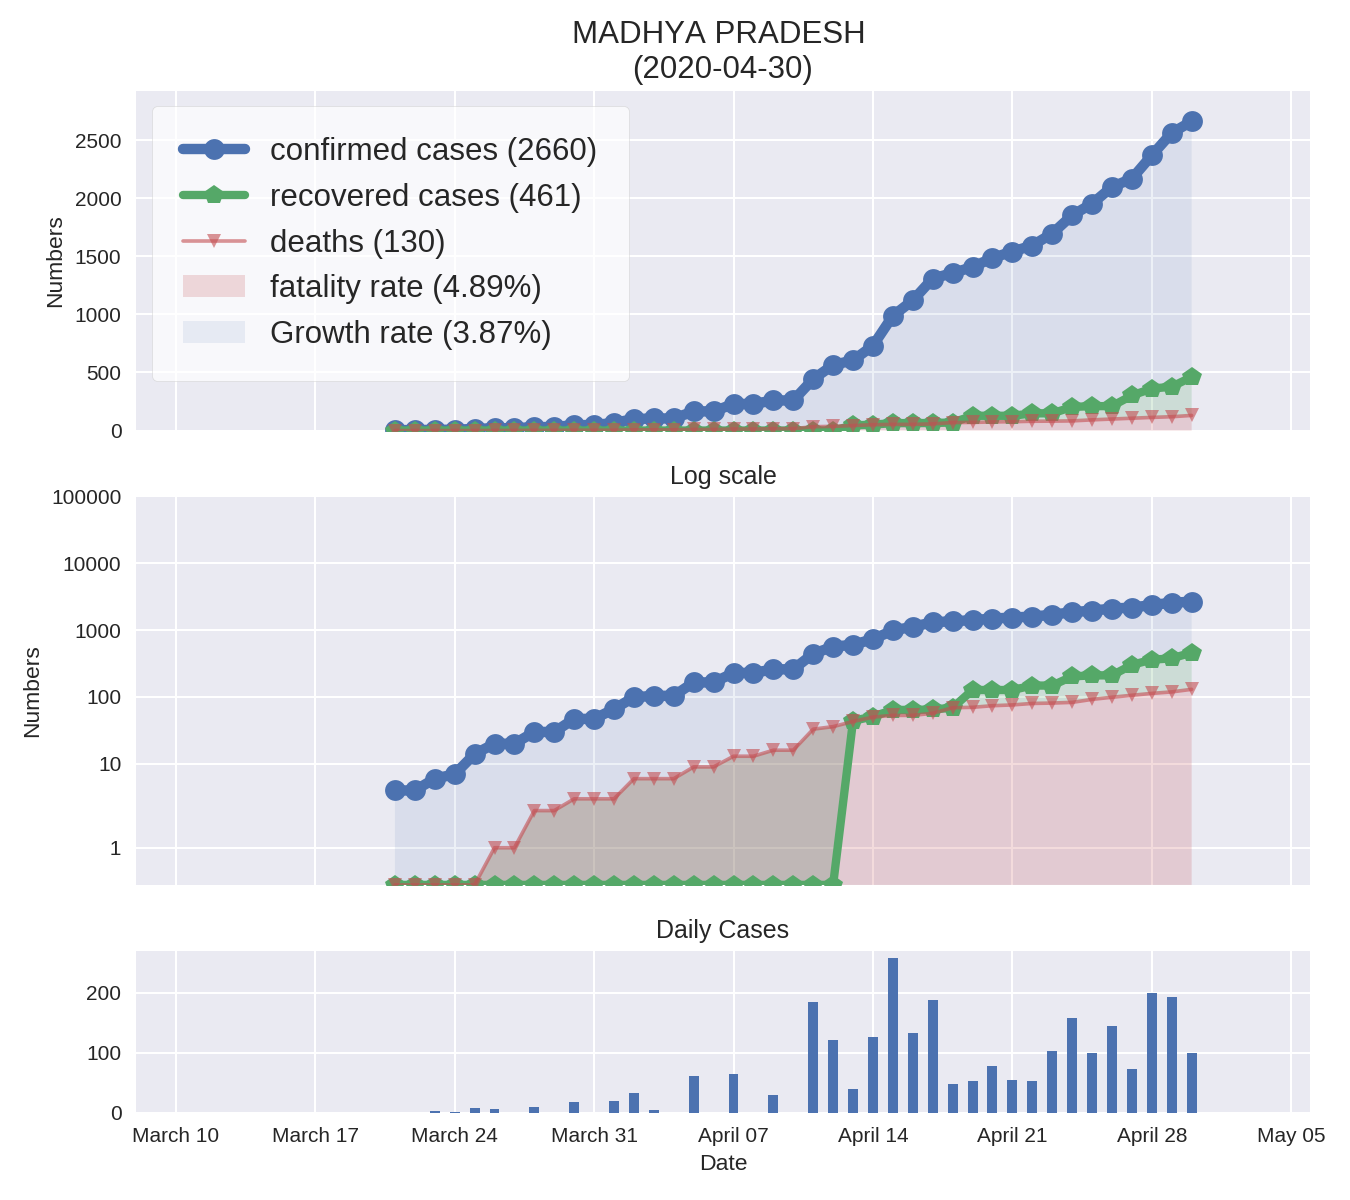 MADHYA PRADESH
(2020-04-30)
2500
2000
1500
1000
500
0
Numbers
confirmed cases (2660)
recovered cases (461)
deaths (130)
fatality rate (4.89%)
Growth rate (3.87%)
Log scale
100000
10000
1000
100
10
1
Numbers
Daily Cases
200
100
0
March 10 March 17 March 24 March 31 April 07 April 14 April 21 April 28 May 05
Date